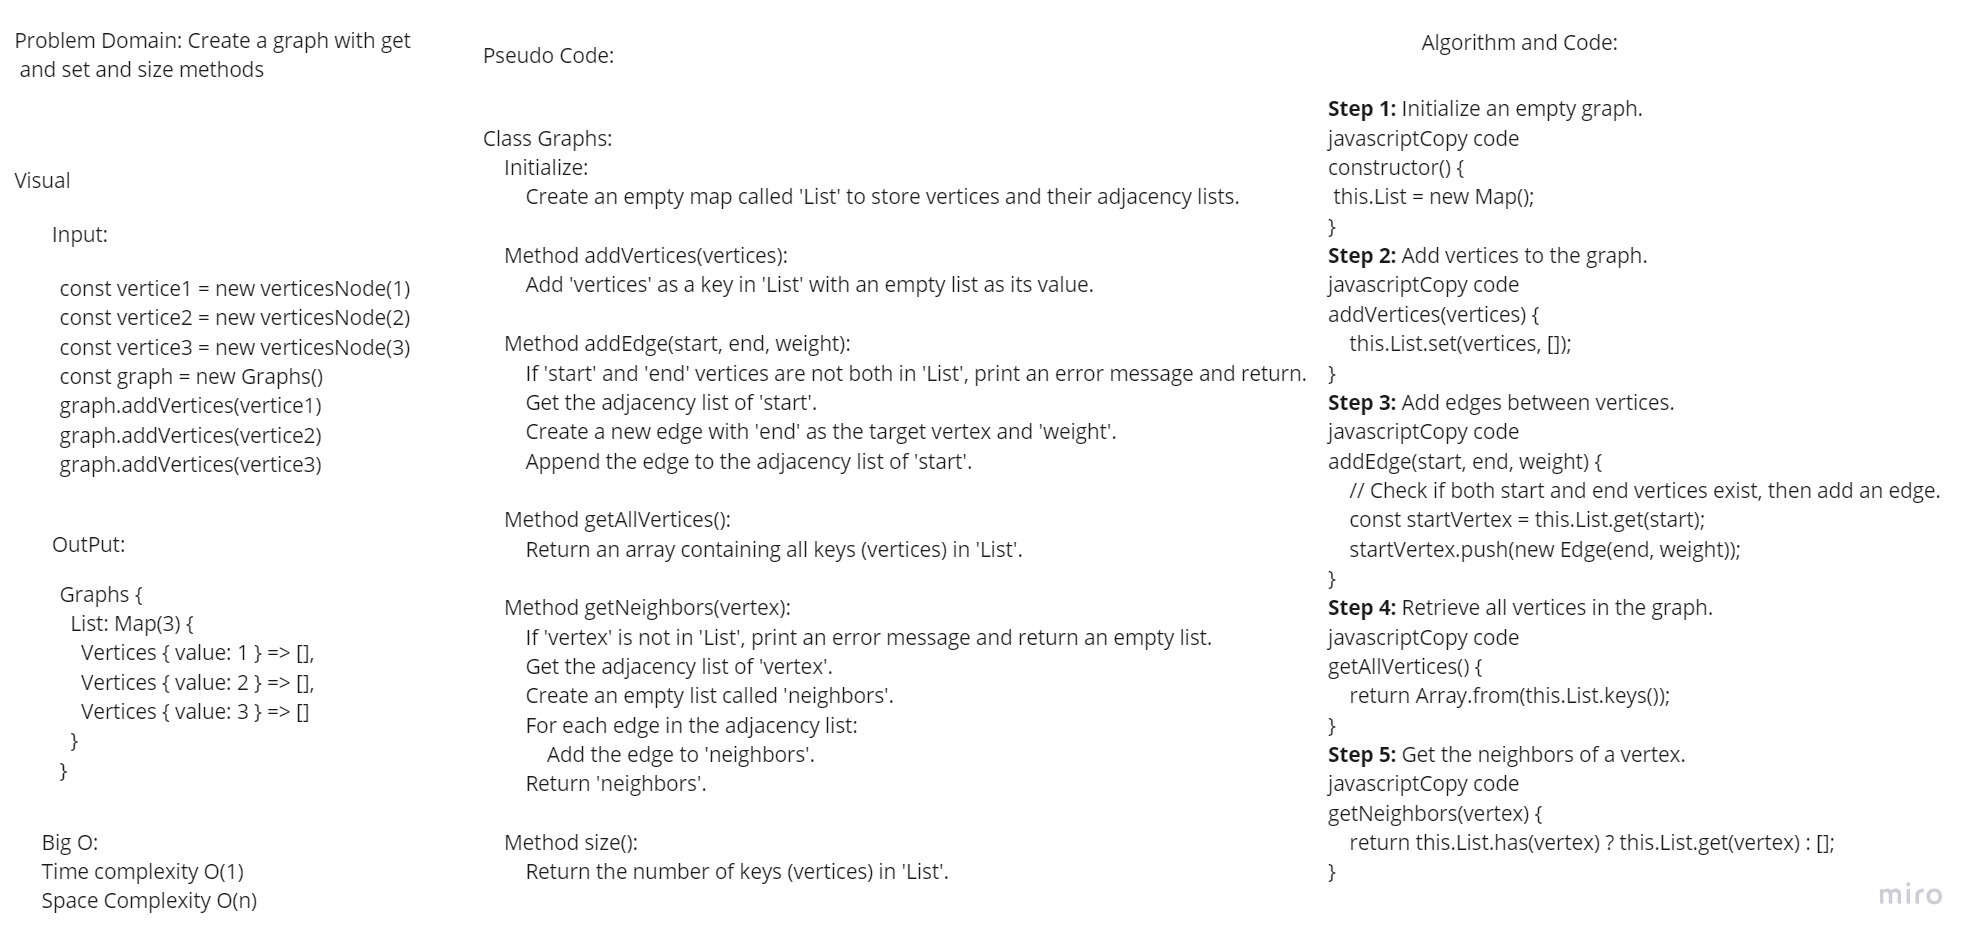 Problem Domain: Create a graph with get
and set and size methods
Visual
Input:
const vertice1 = new verticesNode(1)
const vertice2 = new verticesNode(2)
const vertice3 = new verticesNode(3)
const graph = new Graphs()
graph.addVertices(vertice1)
graph.addVertices(vertice2)
graph.addVertices(vertice3)
OutPut:
Graphs {
List: Map(3) {
Vertices { value: 1 } => [],
Vertices { value: 2 } => [],
Vertices { value: 3 } => []
}
}
Big O:
Time complexity O(1)
Space Complexity O(n)
Pseudo Code:
Class Graphs:
Initialize:
Create an empty map called 'List' to store vertices and their adjacency lists.
Method addVertices(vertices):
Add 'vertices' as a key in 'List' with an empty list as its value.
Method addEdge(start, end, weight):
If 'start' and 'end' vertices are not both in 'List', print an error message and return.
Get the adjacency list of 'start'.
Create a new edge with 'end' as the target vertex and 'weight'.
Append the edge to the adjacency list of 'start'.
Method getAllVertices():
Return an array containing all keys (vertices) in 'List'.
Method getNeighbors(vertex):
If 'vertex' is not in 'List', print an error message and return an empty list.
Get the adjacency list of 'vertex'.
Create an empty list called 'neighbors'.
For each edge in the adjacency list:
Add the edge to 'neighbors'.
Return 'neighbors'.
Method size():
Return the number of keys (vertices) in 'List'.
Algorithm and Code:
Step 1: Initialize an empty graph.
javascriptCopy code
constructor() {
this.List = new Map();
}
Step 2: Add vertices to the graph.
javascriptCopy code
addVertices(vertices) {
this.List.set(vertices, []);
}
Step 3: Add edges between vertices.
javascriptCopy code
addEdge(start, end, weight) {
// Check if both start and end vertices exist, then add an edge.
const startVertex = this.List.get(start);
startVertex.push(new Edge(end, weight));
}
Step 4: Retrieve all vertices in the graph.
javascriptCopy code
getAllVertices() {
return Array.from(this.List.keys());
}
Step 5: Get the neighbors of a vertex.
javascriptCopy code
getNeighbors(vertex) {
return this.List.has(vertex) ? this.List.get(vertex) : [];
}
miro